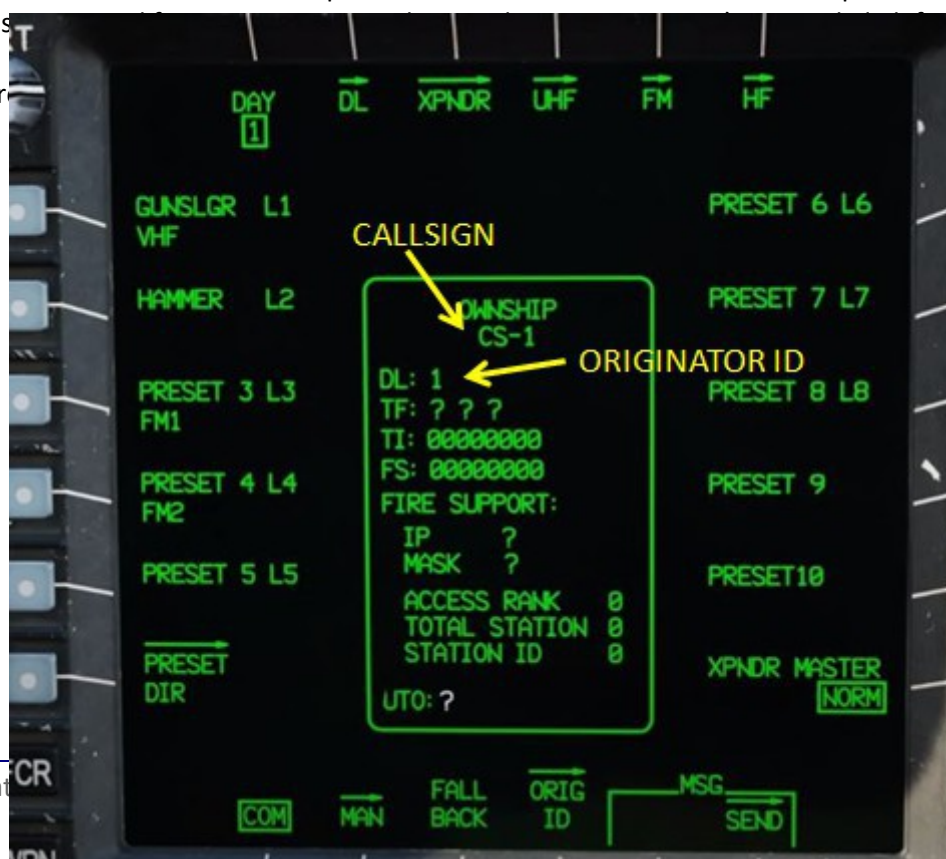 DAY DL XPNDR UHF FM HF
1
GUNSLGR L1
VHF
PRESET 6 L6
CALLSIGN
HAMMER L2
PRESET 7 L7
OWNSHIP
CS-1
ORIGINATOR ID
PRESET 3 L3
FM1
DL: 1
PRESET 8 L8
TF: ? ? ?
TI: 00000000
FS: 00000000
PRESET 4 L4
FM2
PRESET 9
FIRE SUPPORT:
IP ?
MASK ?
PRESET 5 L5
PRESET10
ACCESS RANK 0
TOTAL STATION 0
STATION ID 0
PRESET
DIR
XPNDR MASTER
NORM
UTO: ?
COM MAN FALL BACK ORIG ID MSG SEND